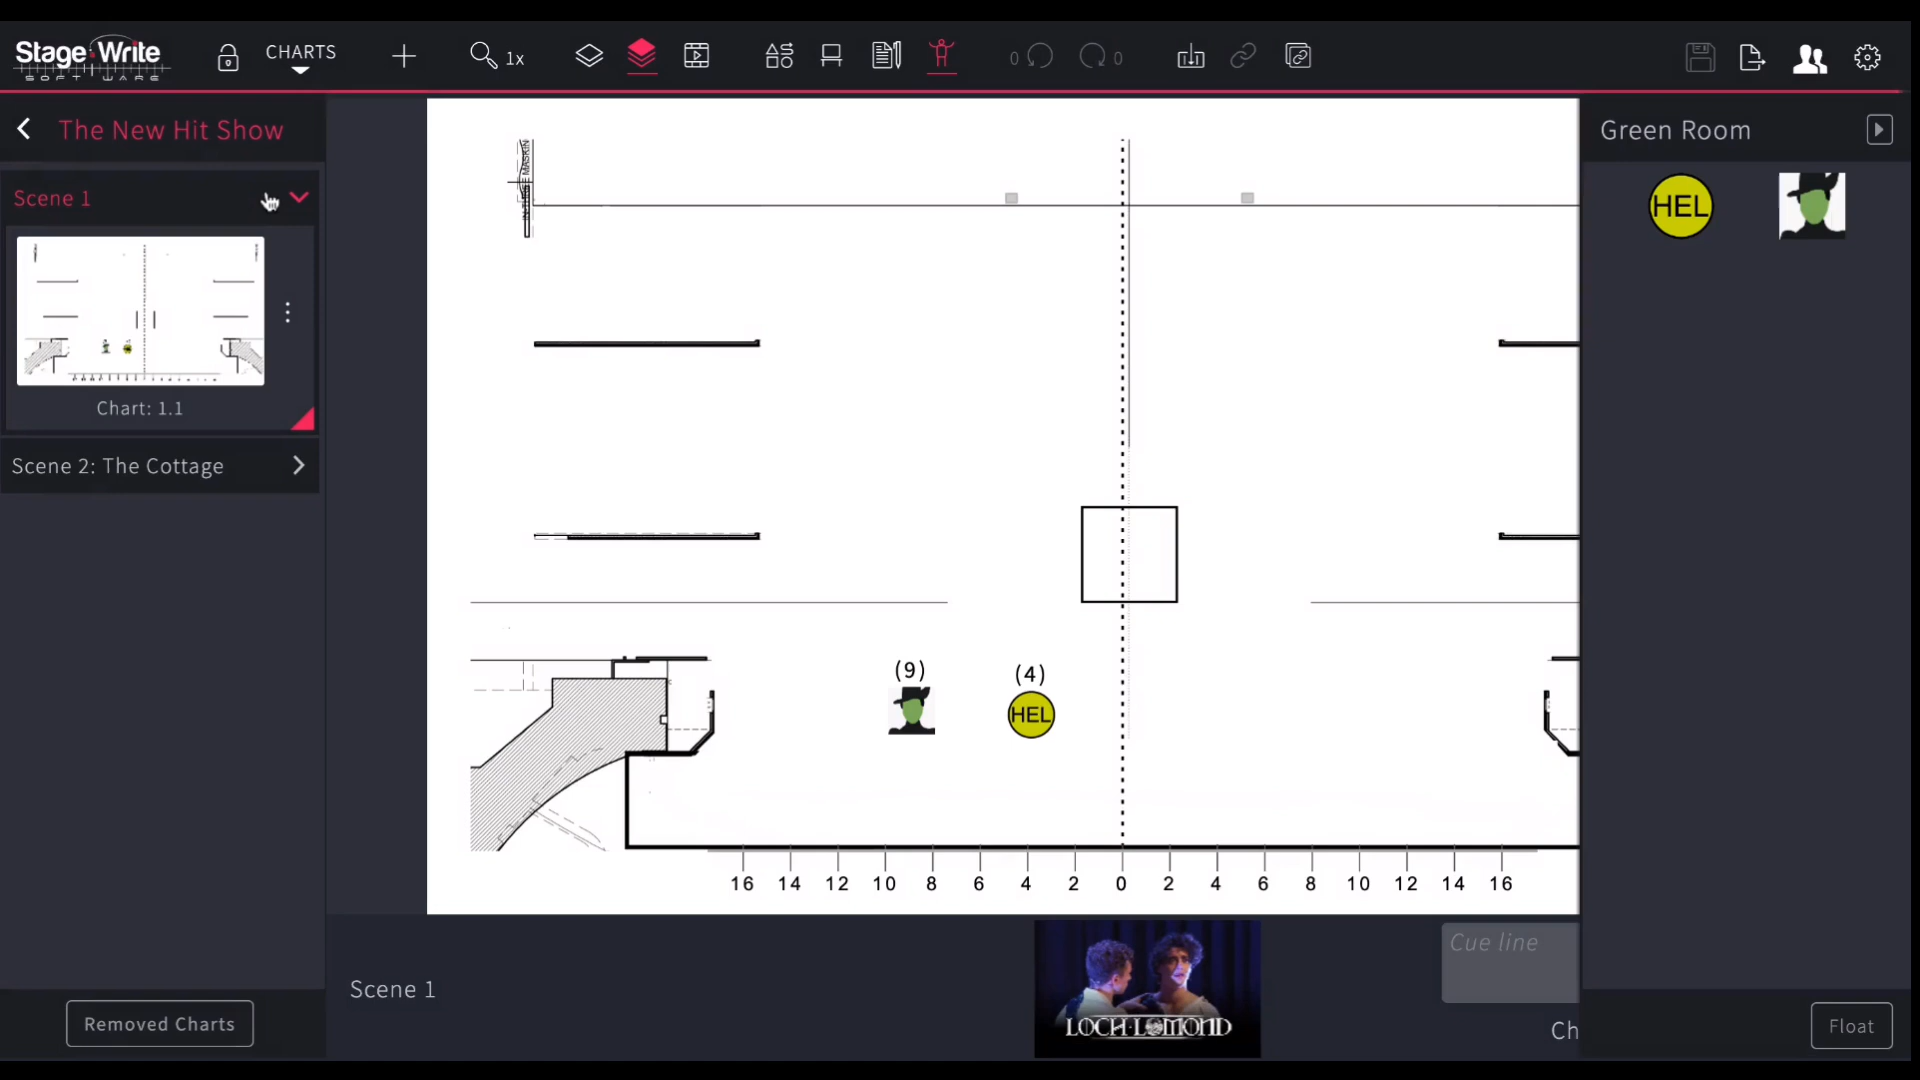 Stage Write
SOFTWARE
CHARTS
1x
0
0
The New Hit Show
Green Room
Scene 1
HEL
Chart: 1.1
Scene 2: The Cottage
(9)
(4)
HEL
16 14 12 10 8 6 4 2 0 2 4 6 8 10 12 14 16
Cue line
Scene 1
LOCH LOMOND
Ch
Removed Charts
Float